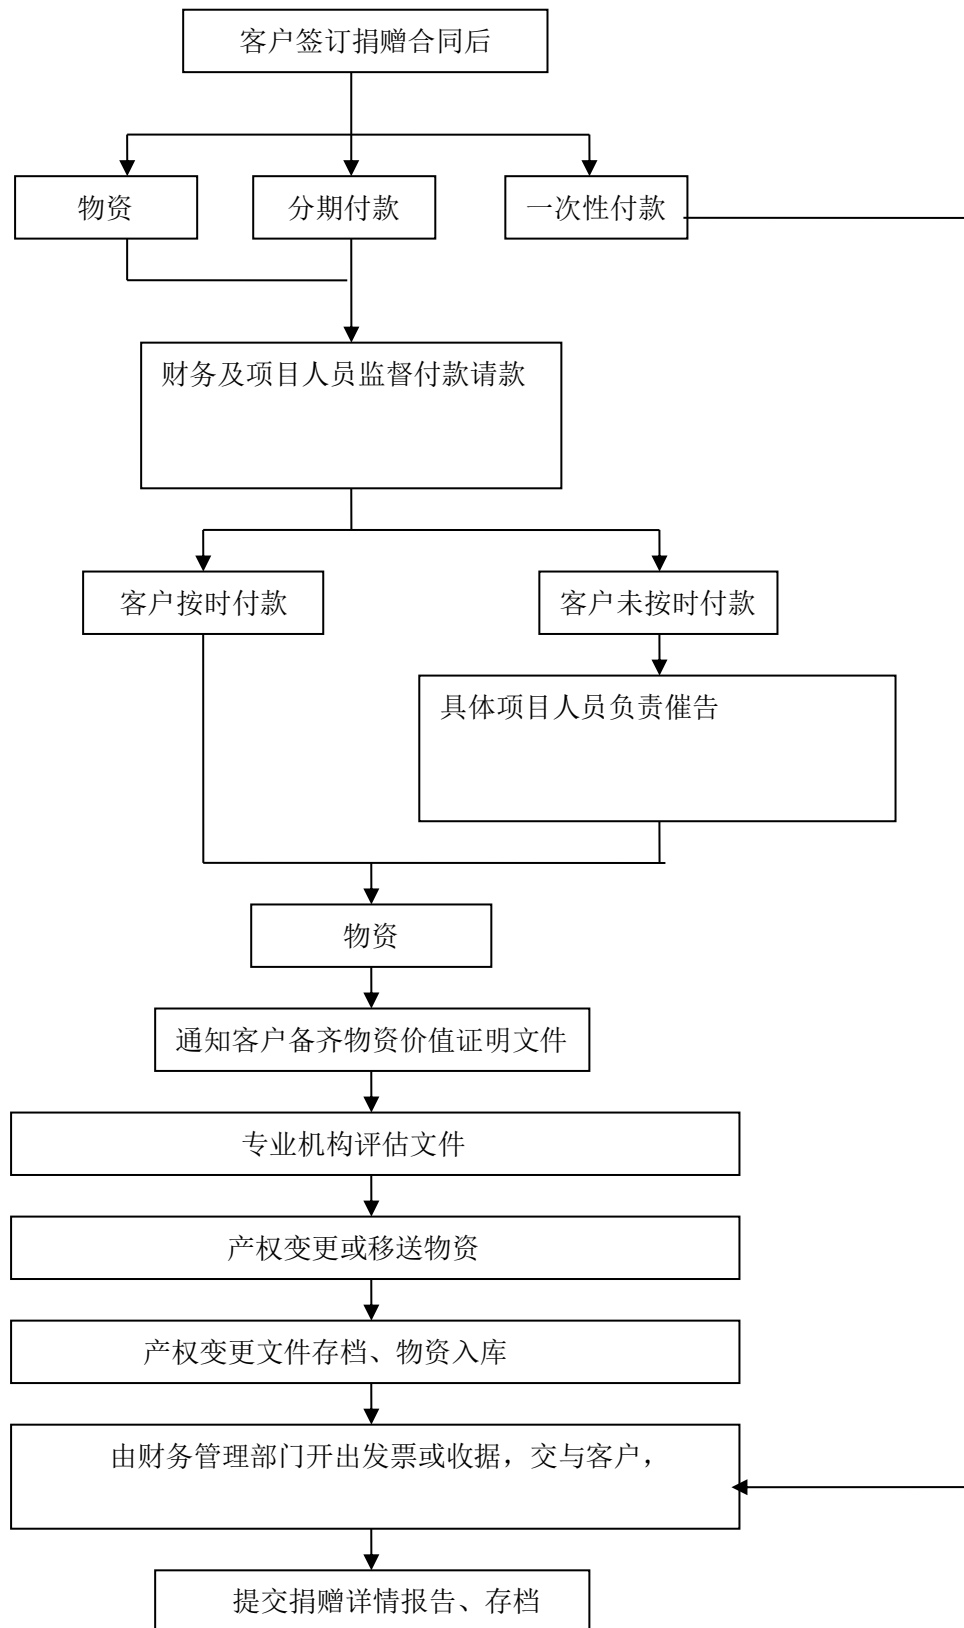 客户签订捐赠合同后
物资
分期付款
一次性付款
财务及项目人员监督付款请款
客户按时付款
客户未按时付款
具体项目人员负责催告
物资
通知客户备齐物资价值证明文件
专业机构评估文件
产权变更或移送物资
产权变更文件存档、物资入库
由财务管理部门开出发票或收据，交与客户，
提交捐赠详情报告、存档